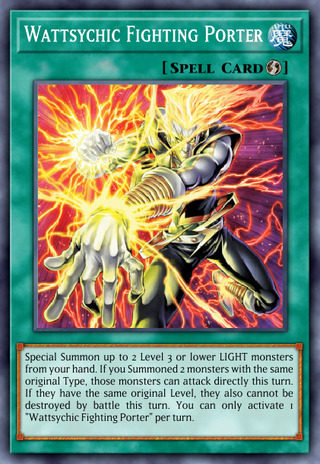 Wattsychic Fighting Porter
魔
[Spell Card]
Special Summon up to 2 Level 3 or lower LIGHT monsters
from your hand. If you Summoned 2 monsters with the same
original Type, those monsters can attack directly this turn.
If they have the same original Level, they also cannot be
destroyed by battle this turn. You can only activate 1
"Wattsychic Fighting Porter" per turn.